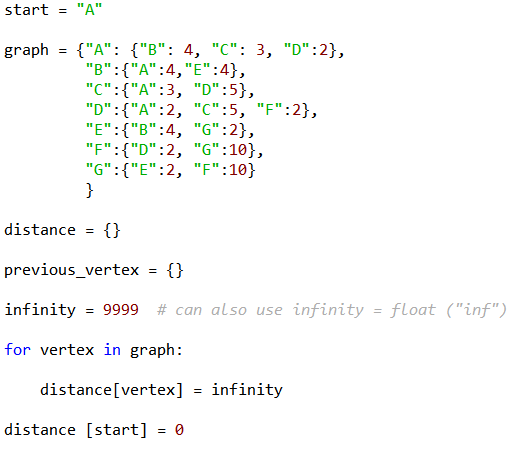 start = "A"
graph = {"A": {"B": 4, "C": 3, "D":2},
"B":{"A":4,"E":4},
"C":{"A":3, "D":5},
"D":{"A":2, "C":5, "F":2},
"E":{"B":4, "G":2},
"F":{"D":2, "G":10},
"G":{"E":2, "F":10}
}
distance = {}
previous_vertex = {}
infinity = 9999  # can also use infinity = float ("inf")
for vertex in graph:
distance[vertex] = infinity
distance [start] = 0